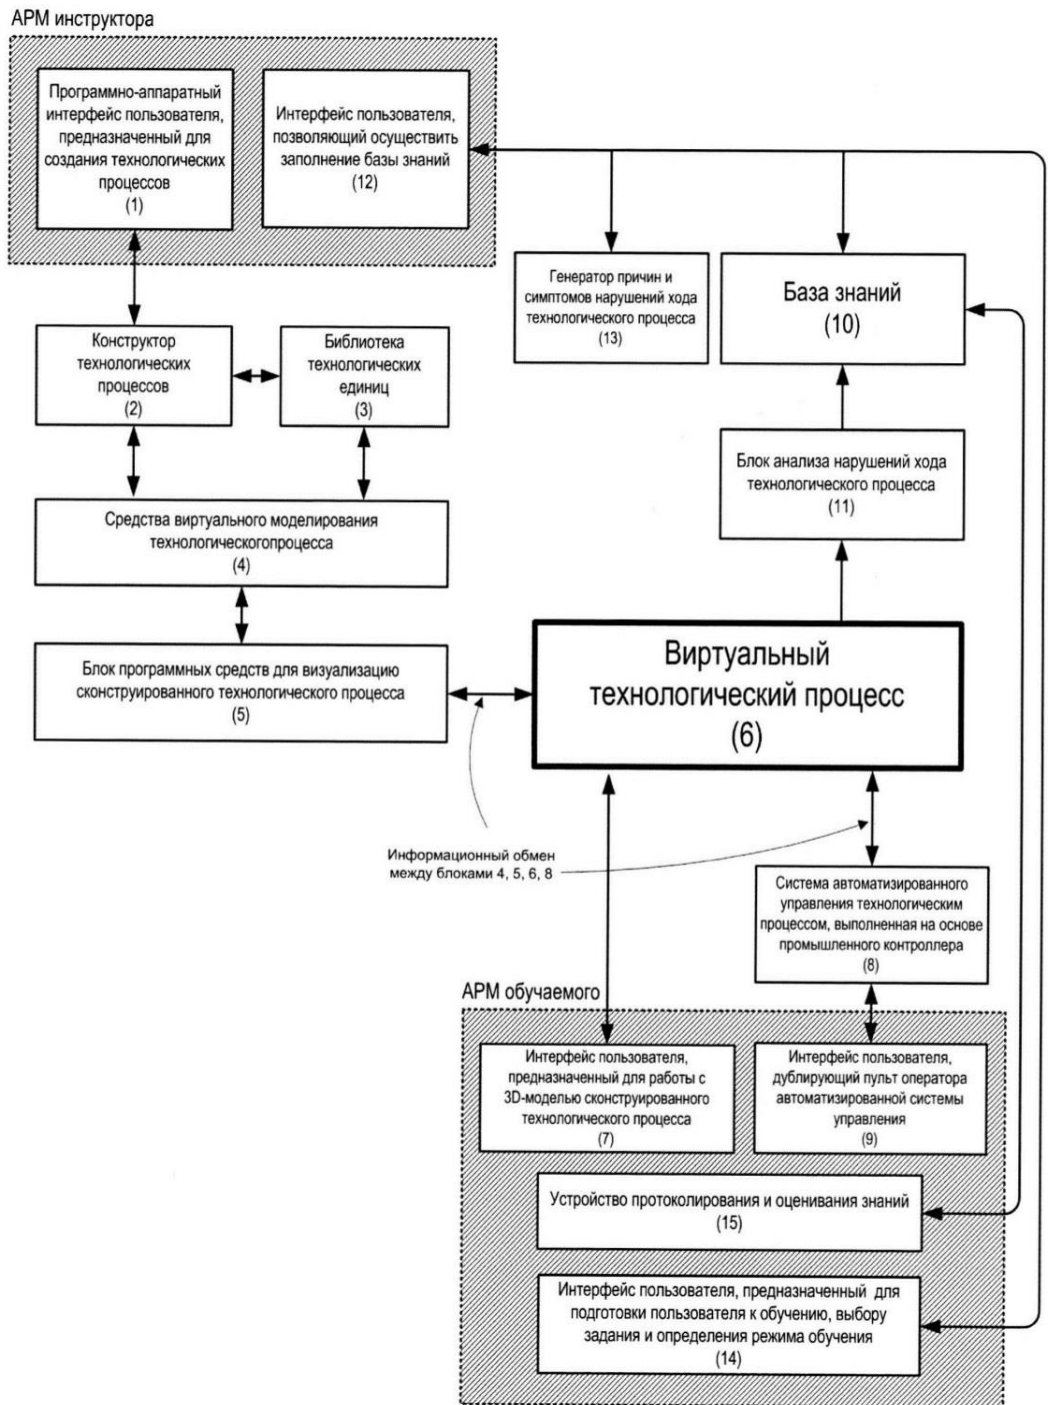 АРМ инструктора
Программно-аппаратный
интерфейс пользователя,
предназначенный для
создания технологических
процессов
(1)
Интерфейс пользователя,
позволяющий осуществить
заполнение базы знаний
(12)
Генератор причин и
симптомов нарушений хода
технологического процесса
(13)
База знаний
(10)
Конструктор
технологических
процессов
(2)
Библиотека
технологических
единиц
(3)
Блок анализа нарушений хода
технологического процесса
(11)
Средства виртуального моделирования
технологическогопроцесса
(4)
Блок программных средств для визуализацию
сконструированного технологического процесса
(5)
Виртуальный
технологический процесс
(6)
Информационный обмен
между блоками 4, 5, 6, 8
Система автоматизированного
управления технологическим
процессом, выполненная на основе
промышленного контроллера
(8)
АРМ обучаемого
Интерфейс пользователя,
предназначенный для работы с
3D-моделью сконструированного
технологического процесса
(7)
Интерфейс пользователя,
дублирующий пульт оператора
автоматизированной системы
управления
(9)
Устройство протоколирования и оценивания знаний
(15)
Интерфейс пользователя, предназначенный для
подготовки пользователя к обучению, выбору
задания и определения режима обучения
(14)